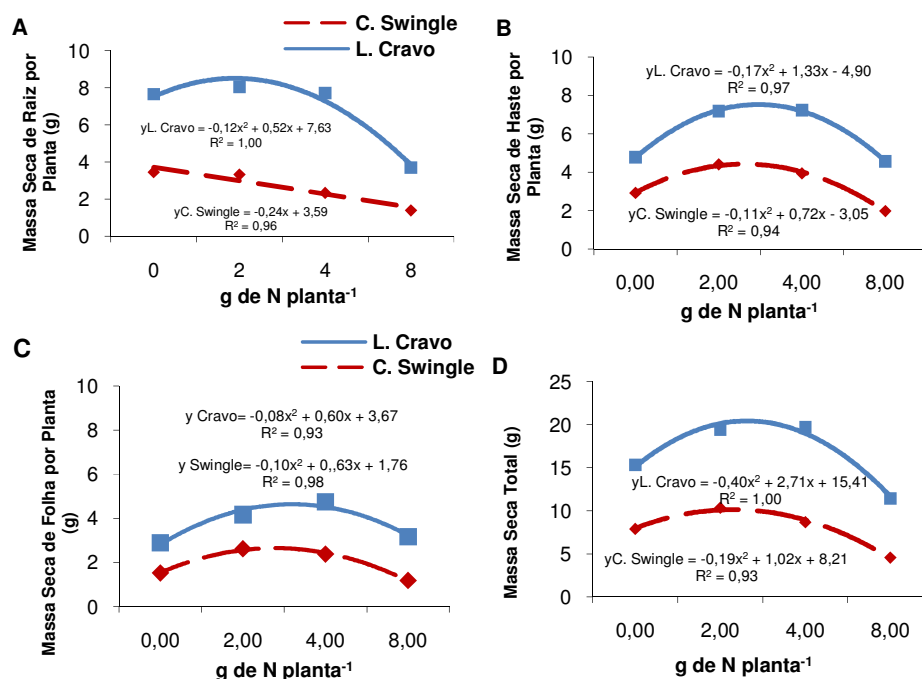 A
C. Swingle
L. Cravo
Massa Seca de Raiz por
Planta (g)
10
8
6
4
2
0
yL. Cravo = -0,12x² + 0,52x + 7,63
R² = 1,00
yC. Swingle = -0,24x + 3,59
R² = 0,96
0 2 4 8
g de N planta⁻¹
B
Massa Seca de Haste por
Planta (g)
10
8
6
4
2
0
yL. Cravo = -0,17x² + 1,33x - 4,90
R² = 0,97
yC. Swingle = -0,11x² + 0,72x - 3,05
R² = 0,94
0,00 2,00 4,00 8,00
g de N planta⁻¹
C
L. Cravo
C. Swingle
Massa Seca de Folha por Planta
(g)
10
8
6
4
2
0
y Cravo= -0,08x² + 0,60x + 3,67
R² = 0,93
y Swingle= -0,10x² + 0,,63x + 1,76
R² = 0,98
0,00 2,00 4,00 8,00
g de N planta⁻¹
D
Massa Seca Total (g)
25
20
15
10
5
0
yL. Cravo = -0,40x² + 2,71x + 15,41
R² = 1,00
yC. Swingle = -0,19x² + 1,02x + 8,21
R² = 0,93
0,00 2,00 4,00 8,00
g de N planta⁻¹